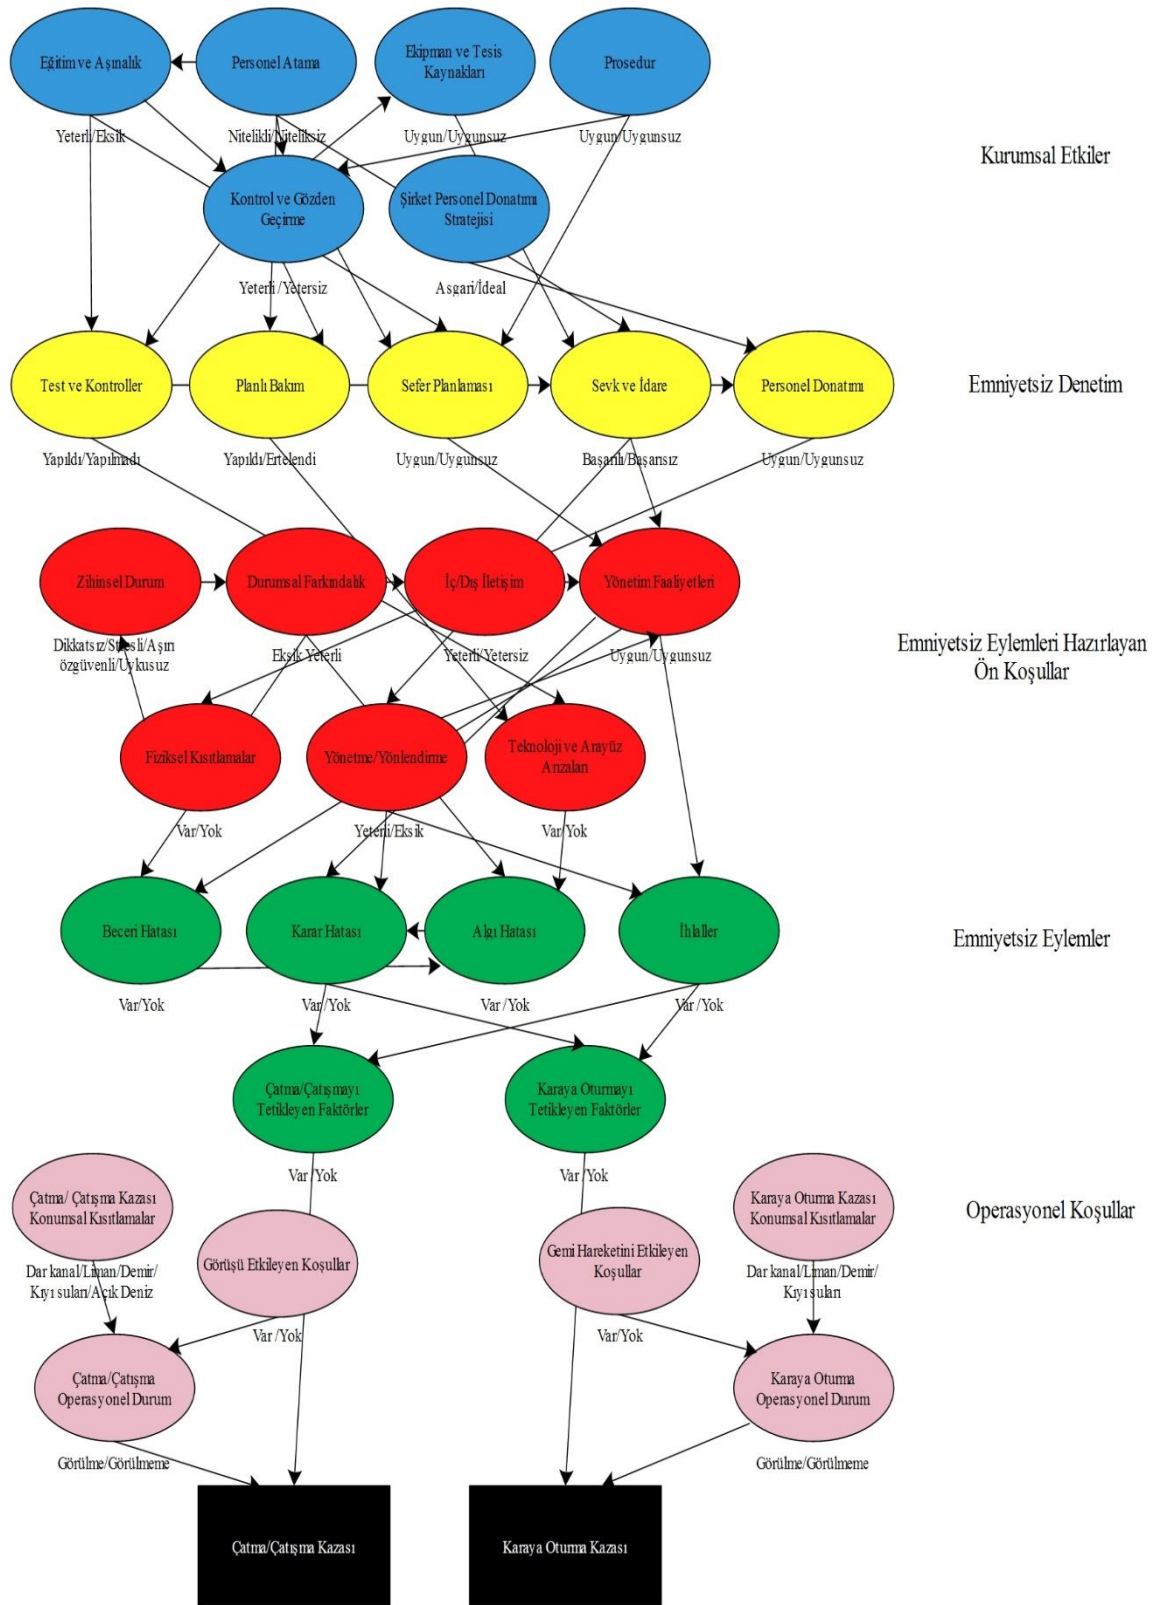 Eğitim ve Aşınalık
Personel Atama
Ekipman ve Tesis
Kaynakları
Prosedur
Yeterli/Eksik
Nitelikli/Niteliksiz
Uygun/Uygunsuz
Uygun/Uygunsuz
Kurumsal Etkiler
Kontrol ve Gözden
Geçirme
Şirket Personel Donatımı
Stratejisi
Yeterli /Yetersiz
Asgari/İdeal
Test ve Kontroller
Planlı Bakım
Sefer Planlaması
Sevk ve İdare
Personel Donatımı
Emniyetsiz Denetim
Yapıldı/Yapılmadı
Yapıldı/Ertelendi
Uygun/Uygunsuz
Başarılı/Başarısız
Uygun/Uygunsuz
Zihinsel Durum
Durumsal Farkındalık
İç/Dış İletişim
Yönetim Faaliyetleri
Dikkatsız/Stresli/Aşırı
özgüvenli/Uykusuz
Eksik Yeterli
Yeterli/Yetersiz
Uygun/Uygunsuz
Emniyetsiz Eylemleri Hazırlayan
Ön Koşullar
Fiziksel Kısıtlamalar
Yönetme/Yönlendirme
Teknoloji ve Arayüz
Arızaları
Var/Yok
Yeterli/Eksik
Var/Yok
Beceri Hatası
Karar Hatası
Algı Hatası
İhlaller
Emniyetsiz Eylemler
Var/Yok
Var /Yok
Var /Yok
Var /Yok
Çatma/Çatışmayı
Tetikleyen Faktörler
Karaya Oturmayı
Tetikleyen Faktörler
Var /Yok
Var /Yok
Çatma/ Çatışma Kazası
Konumsal Kısıtlamalar
Karaya Oturma Kazası
Konumsal Kısıtlamalar
Operasyonel Koşullar
Görüşü Etkileyen Koşullar
Gemi Hareketini Etkileyen
Koşullar
Dar kanal/Liman/Demir/
Kıyı suları/Açik Deniz
Dar kanal/Liman/Demir/
Kıyı suları
Var /Yok
Var/Yok
Çatma/Çatışma
Operasyonel Durum
Karaya Oturma
Operasyonel Durum
Görülme/Görülmeme
Görülme/Görülmeme
Çatma/Çatışma Kazası
Karaya Oturma Kazası